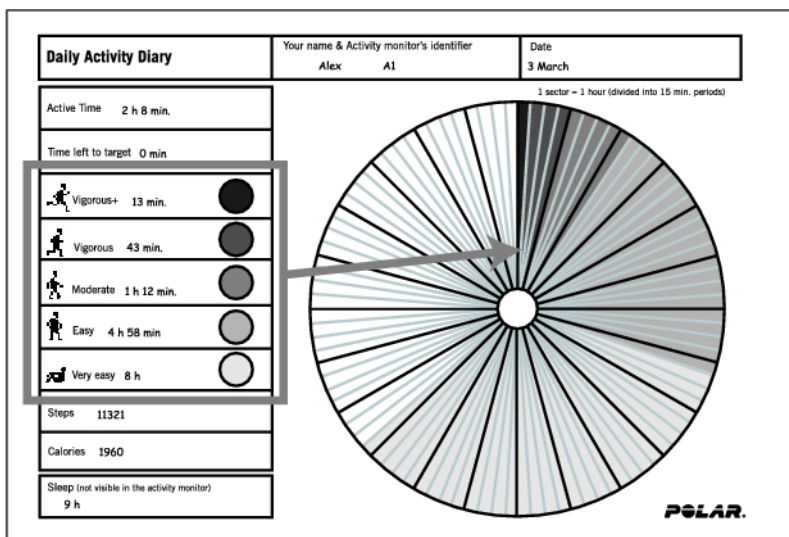 Daily Activity Diary
Your name & Activity monitor's identifier
Alex A1
Date
3 March
1 sector = 1 hour (divided into 15 min. periods)
Active Time 2 h 8 min.
Time left to target 0 min
Vigorous+ 13 min.
Vigorous 43 min.
Moderate 1 h 12 min.
Easy 4 h 58 min
Very easy 8 h
Steps 11321
Calories 1960
Sleep (not visible in the activity monitor)
9 h
POLAR.